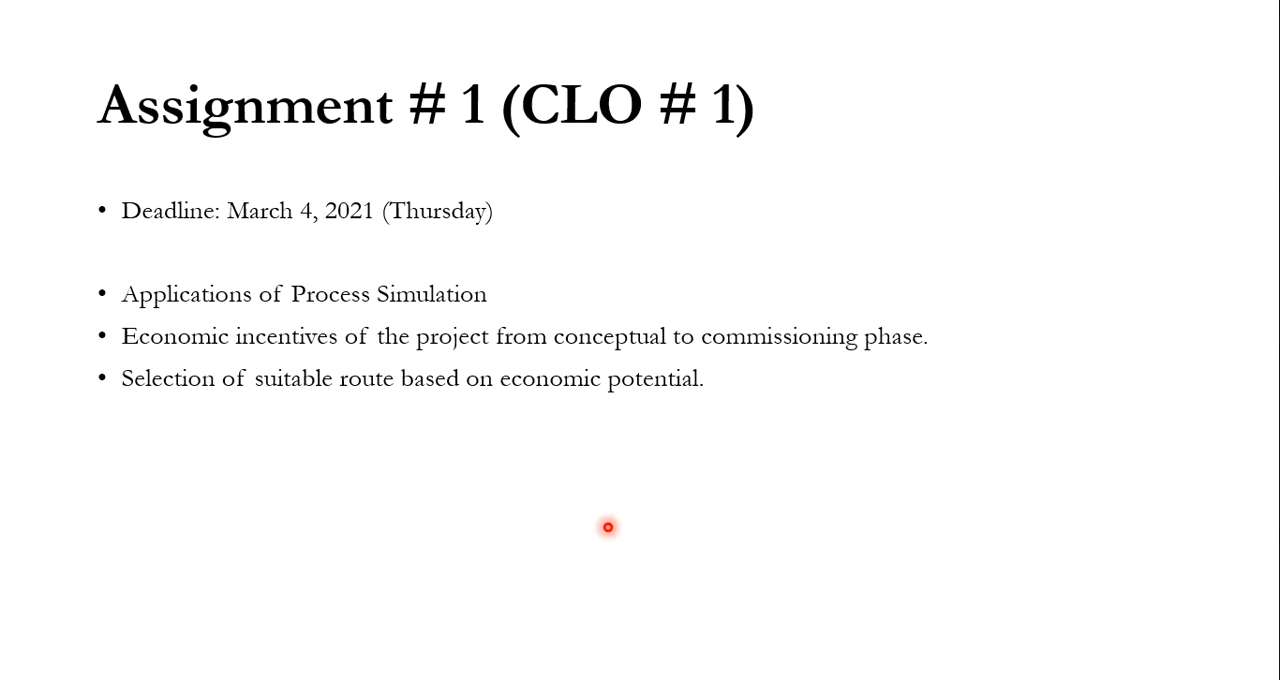 Assignment # 1 (CLO # 1)
• Deadline: March 4, 2021 (Thursday)
• Applications of Process Simulation
• Economic incentives of the project from conceptual to commissioning phase.
• Selection of suitable route based on economic potential.